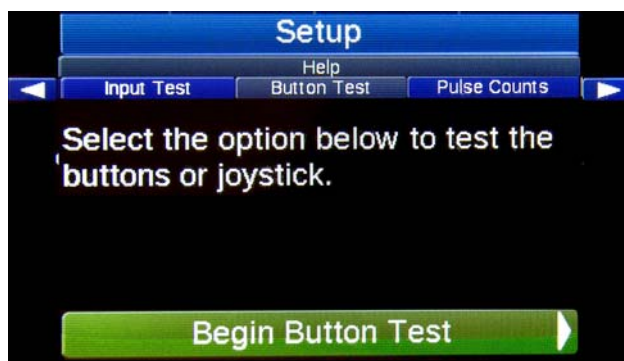 Setup
Help
Input Test Button Test Pulse Counts
Select the option below to test the
buttons or joystick.
Begin Button Test